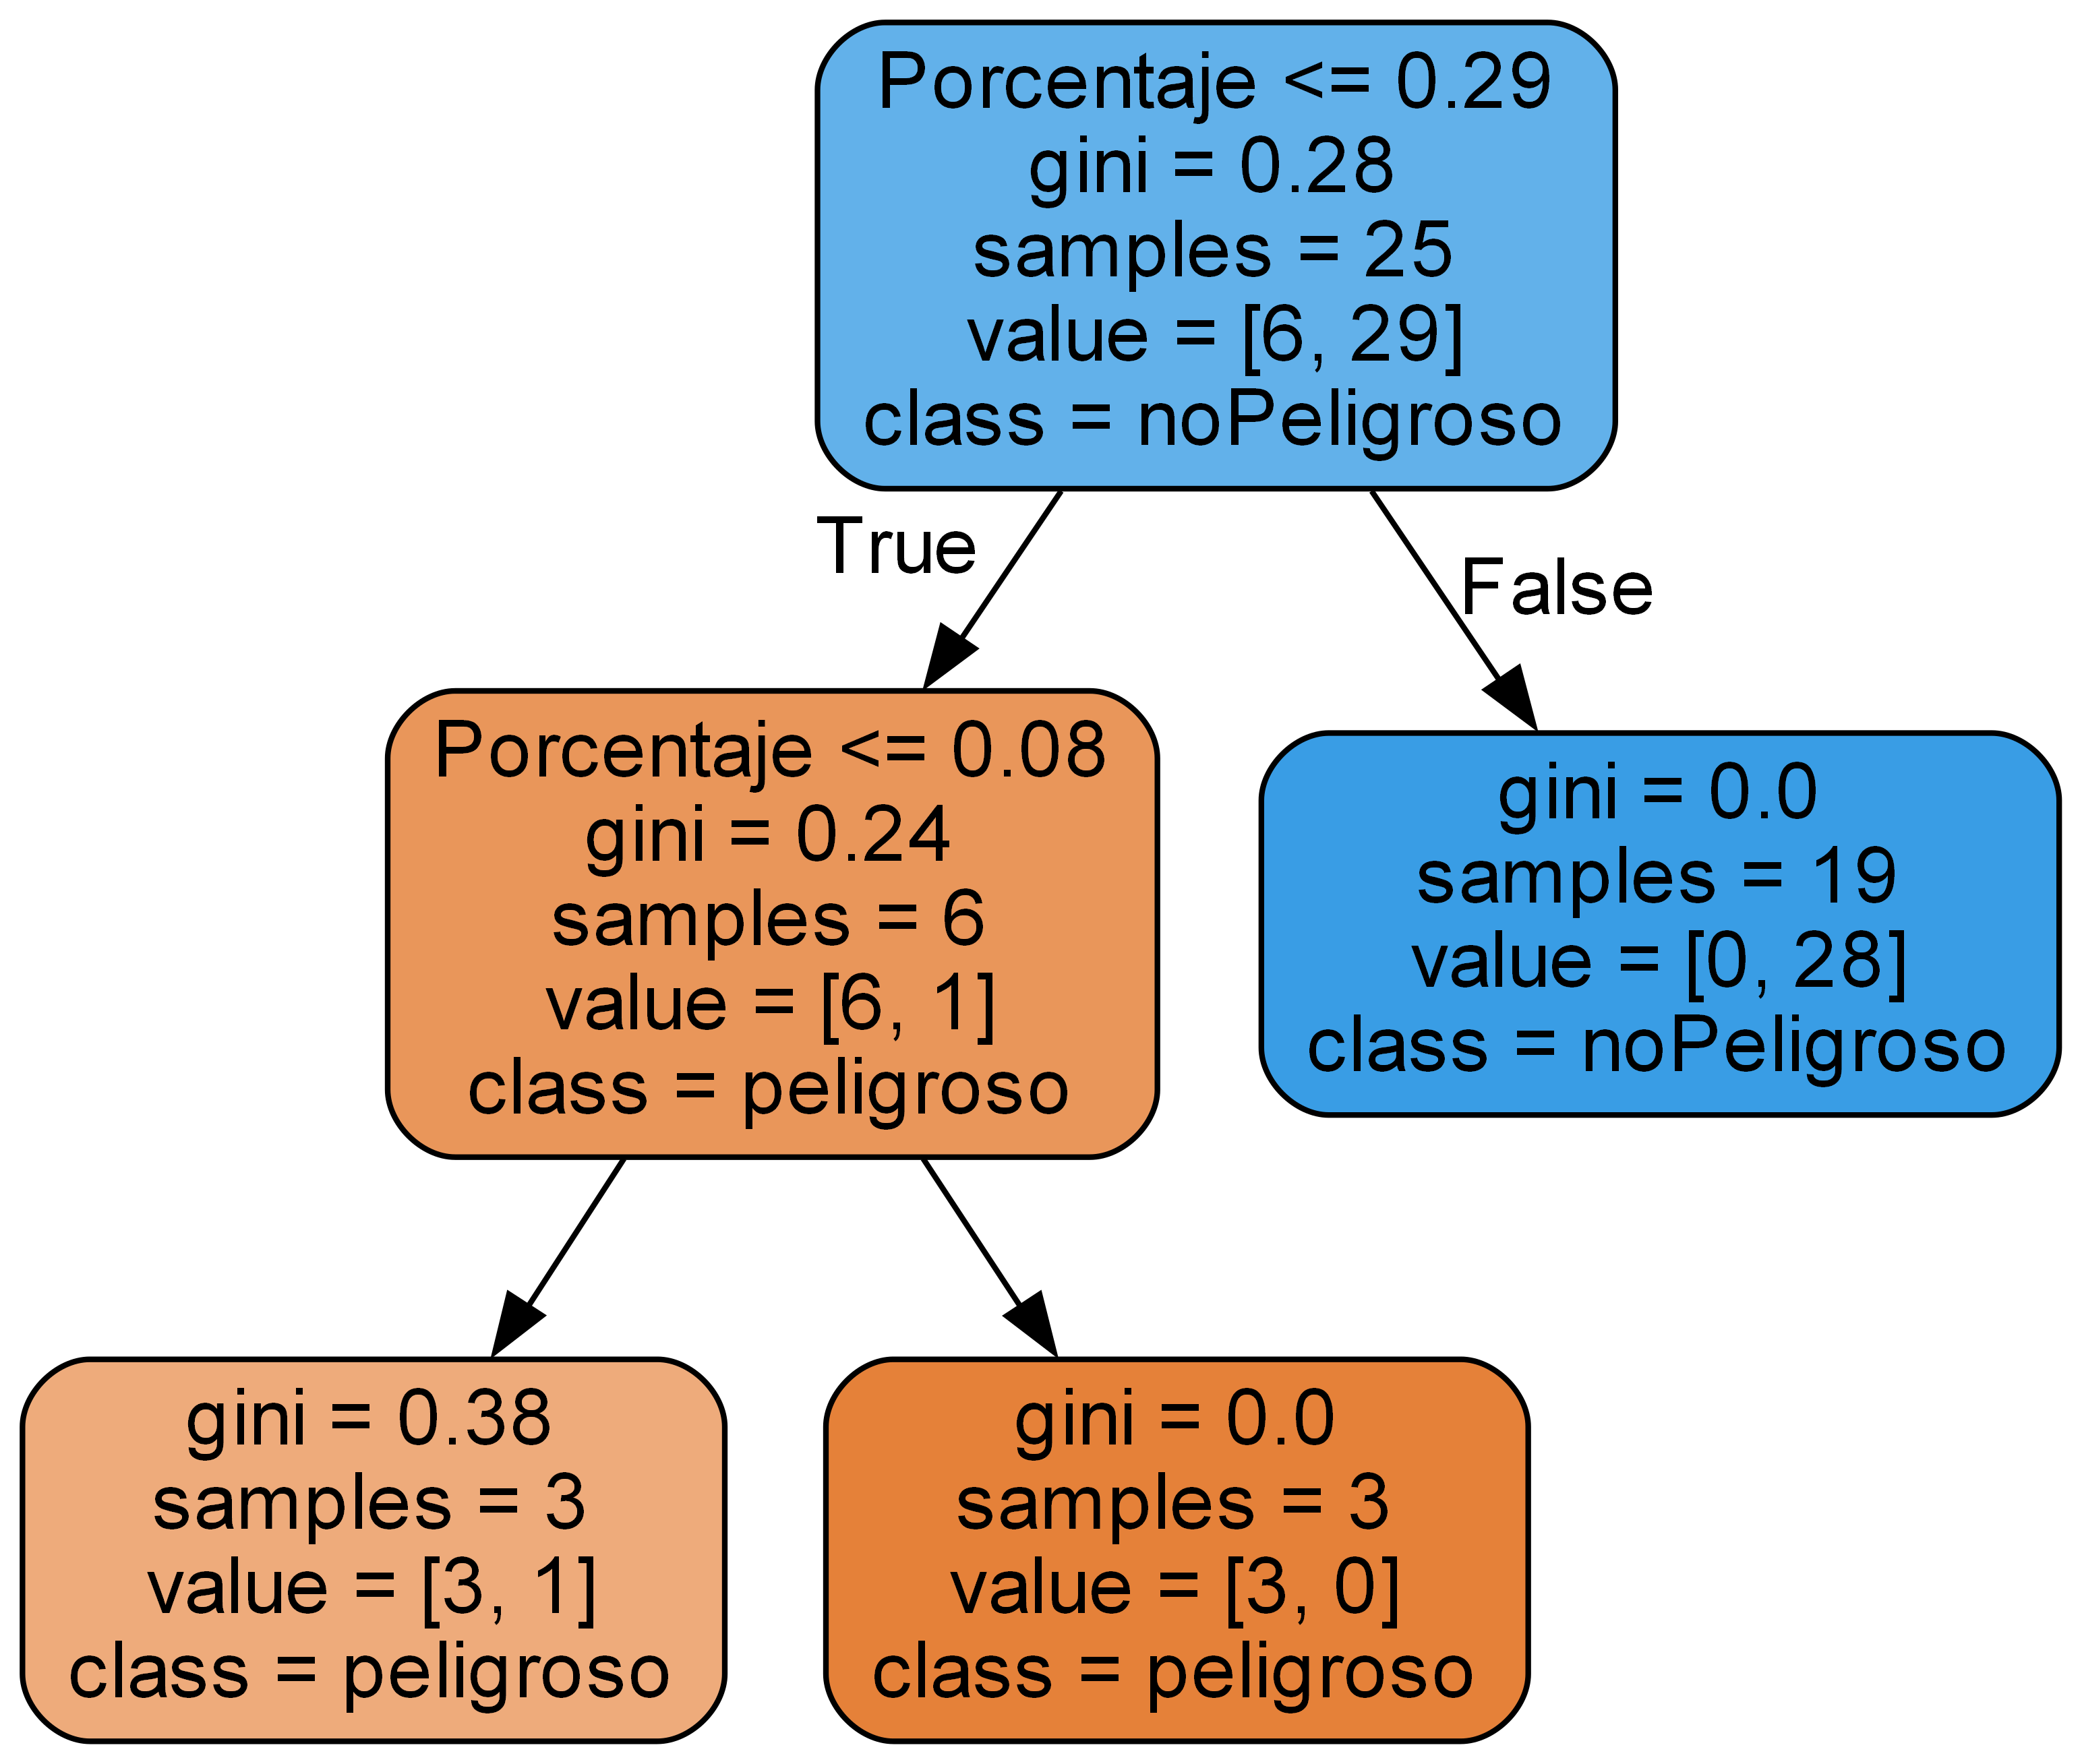 Porcentaje <= 0.29
gini = 0.28
samples = 25
value = [6, 29]
class = noPeligroso
True
False
Porcentaje <= 0.08
gini = 0.24
samples = 6
value = [6, 1]
class = peligroso
gini = 0.0
samples = 19
value = [0, 28]
class = noPeligroso
gini = 0.38
samples = 3
value = [3, 1]
class = peligroso
gini = 0.0
samples = 3
value = [3, 0]
class = peligroso